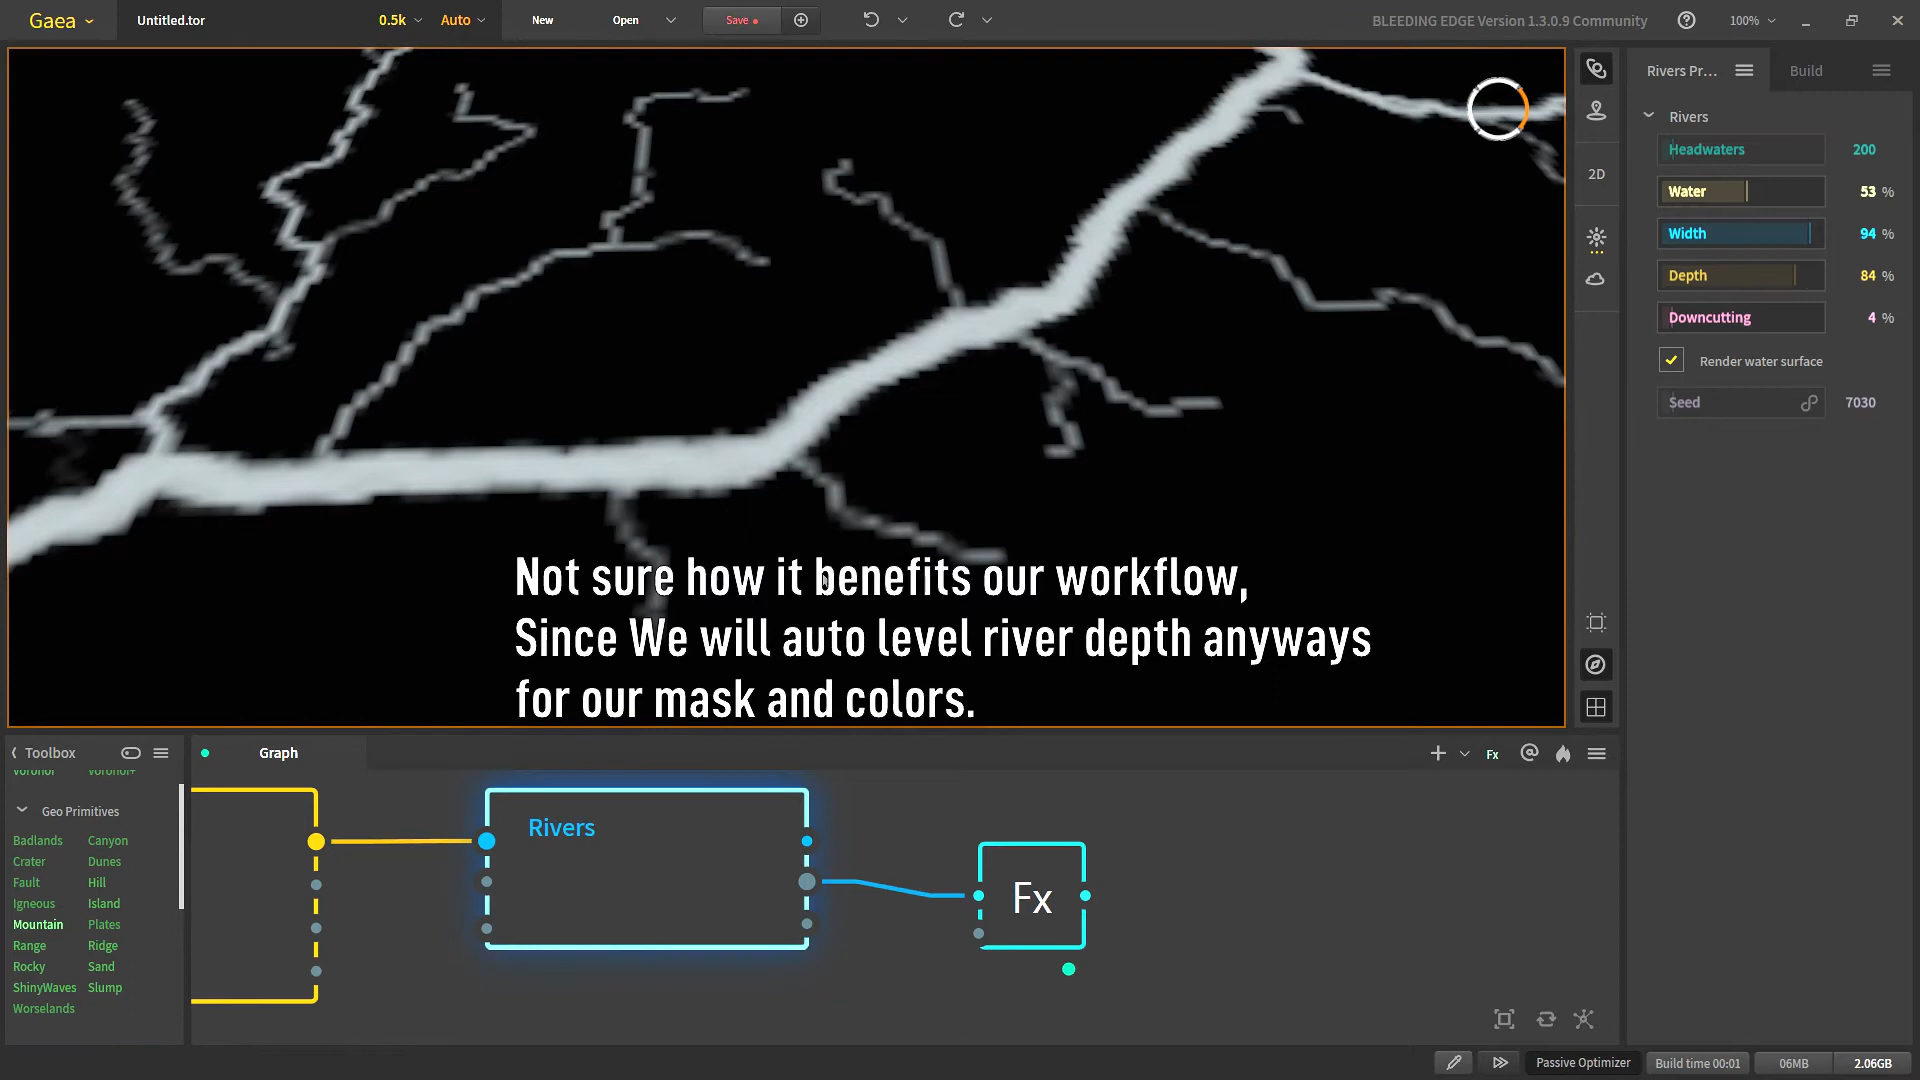 Gaea
Untitled.tor
0.5k
Auto
New
Open
Save
BLEEDING EDGE Version 1.3.0.9 Community
100%
Rivers Pr...
Build
Rivers
Headwaters 200
Water 53 %
Width 94 %
Depth 84 %
Downcutting 4 %
Render water surface
Seed 7030
2D
Not sure how it benefits our workflow,
Since We will auto level river depth anyways
for our mask and colors.
Toolbox
Graph
Fx
Voronoi Voronoi+
Geo Primitives
Badlands Canyon
Crater Dunes
Fault Hill
Igneous Island
Mountain Plates
Range Ridge
Rocky Sand
ShinyWaves Slump
Worselands
Rivers
Fx
Passive Optimizer
Build time 00:01
06MB
2.06GB